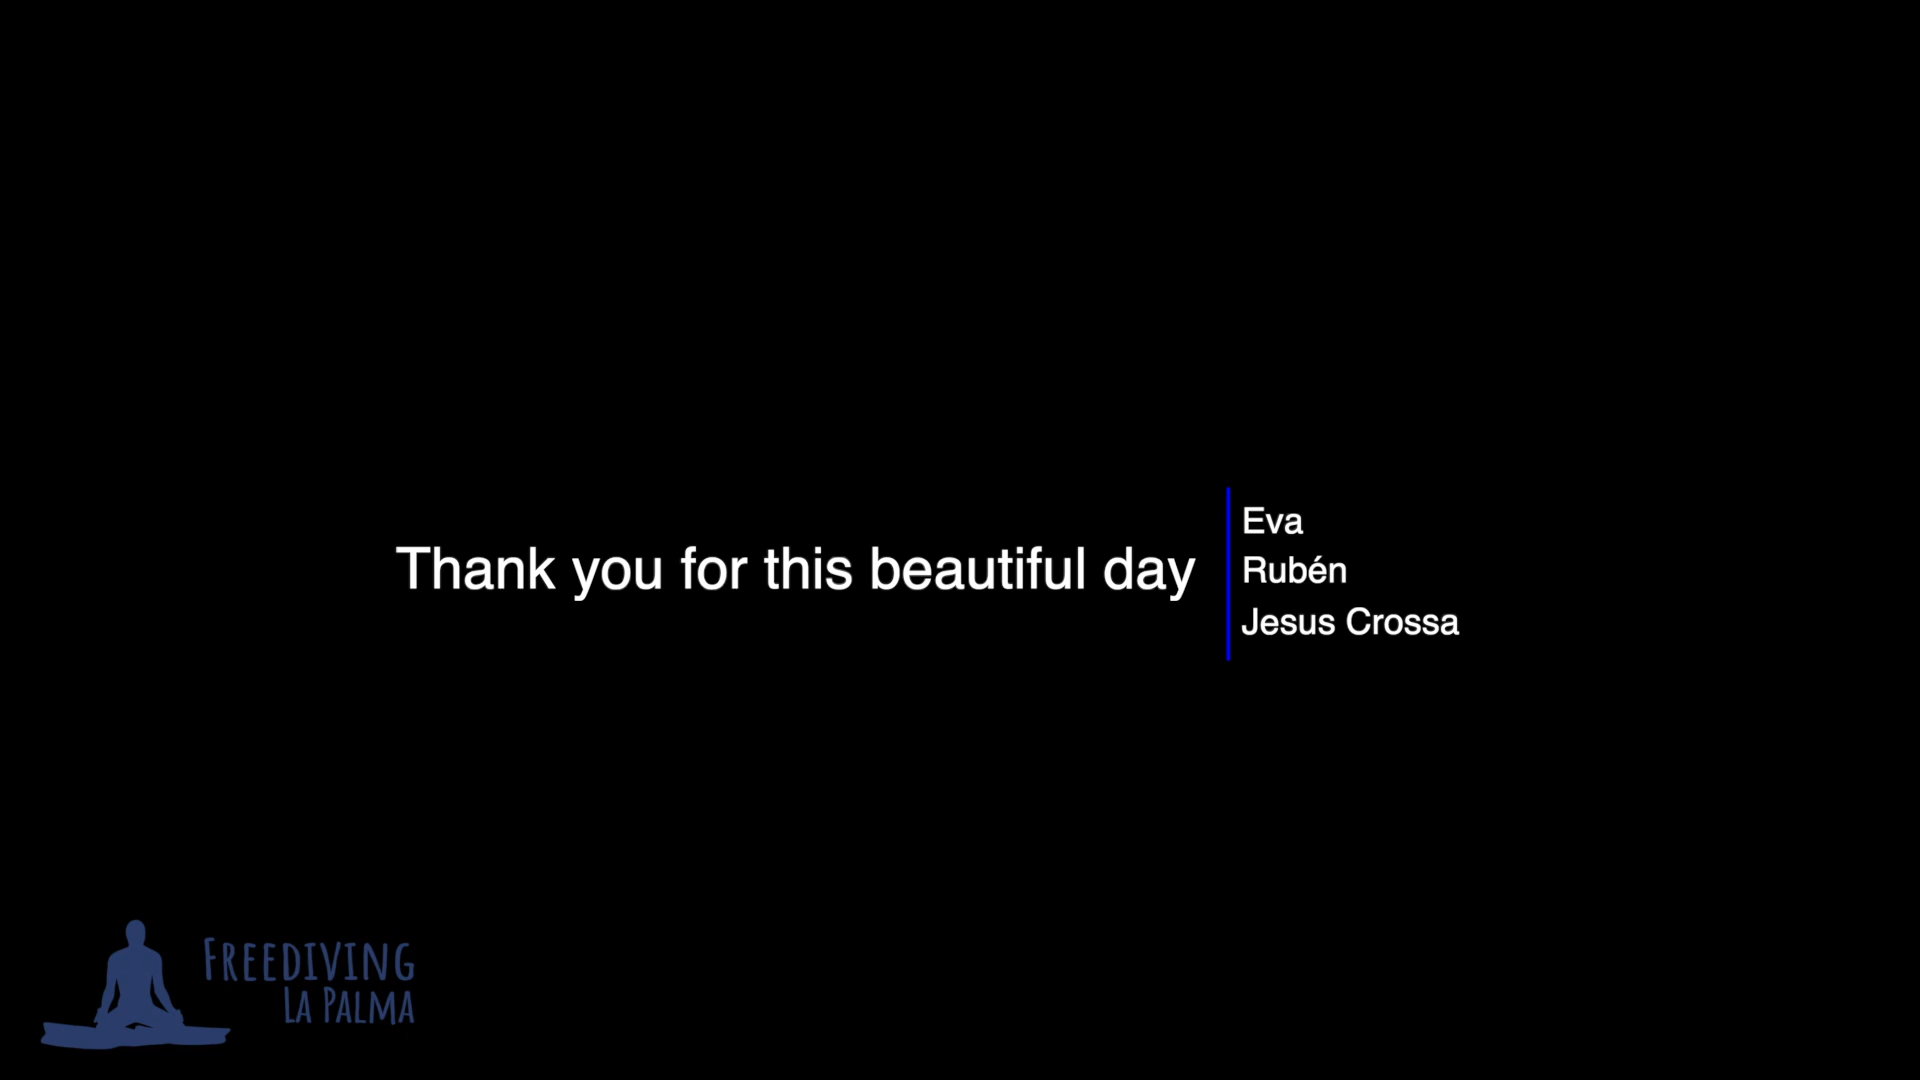 Thank you for this beautiful day
Eva
Rubén
Jesus Crossa
FREEDIVING
LA PALMA